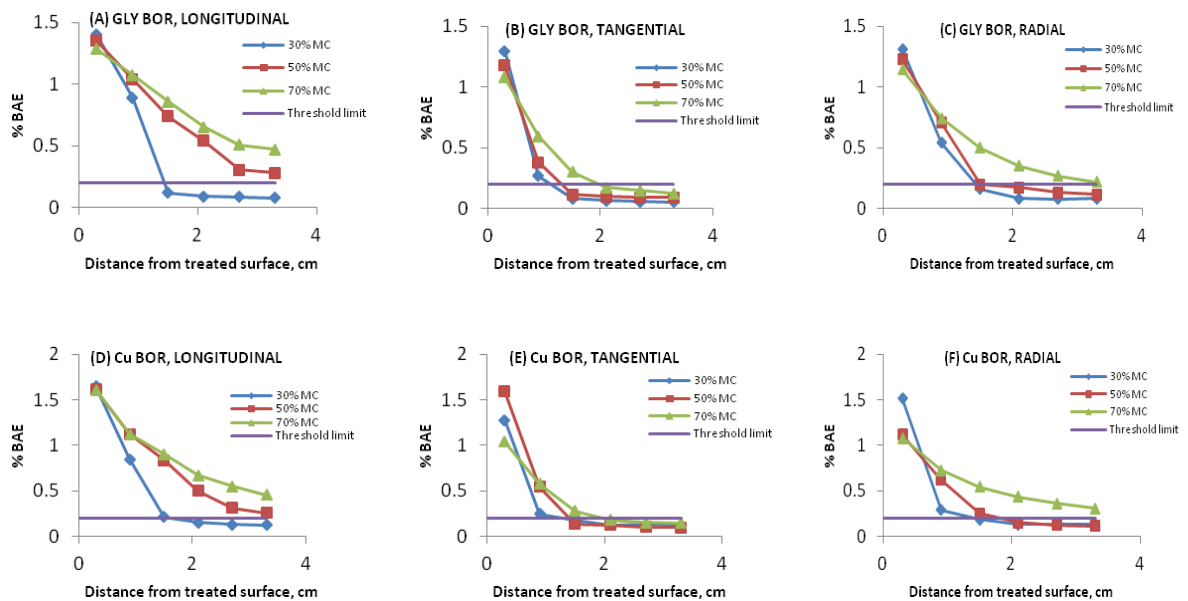 (A) GLY BOR, LONGITUDINAL
1.5
1
0.5
0
% BAE
30% MC
50% MC
70% MC
Threshold limit
0 2 4
Distance from treated surface, cm
(B) GLY BOR, TANGENTIAL
1.5
1
0.5
0
% BAE
30% MC
50% MC
70% MC
Threshold limit
0 2 4
Distance from treated surface, cm
(C) GLY BOR, RADIAL
1.5
1
0.5
0
% BAE
30% MC
50% MC
70% MC
Threshold limit
0 2 4
Distance from treated surface, cm
(D) Cu BOR, LONGITUDINAL
2
1.5
1
0.5
0
% BAE
30% MC
50% MC
70% MC
Threshold limit
0 2 4
Distance from treated surface, cm
(E) Cu BOR, TANGENTIAL
2
1.5
1
0.5
0
% BAE
30% MC
50% MC
70% MC
Threshold limit
0 2 4
Distance from treated surface, cm
(F) Cu BOR, RADIAL
2
1.5
1
0.5
0
% BAE
30% MC
50% MC
70% MC
Threshold limit
0 2 4
Distance from treated surface, cm